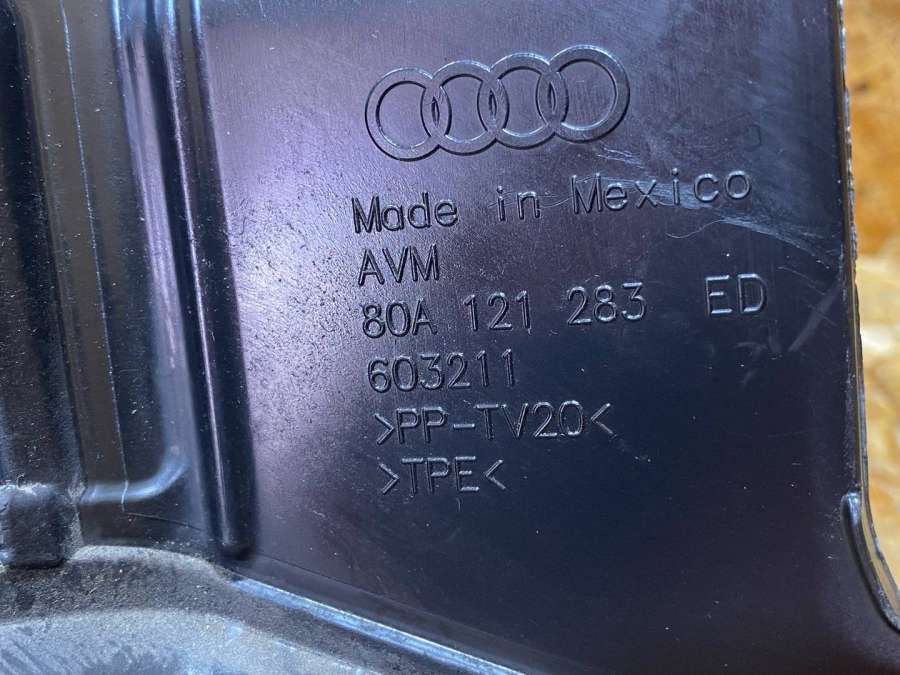 Made in Mexico
AVM
80A 121 283 ED
603211
>PP-TV20<
>TPE<